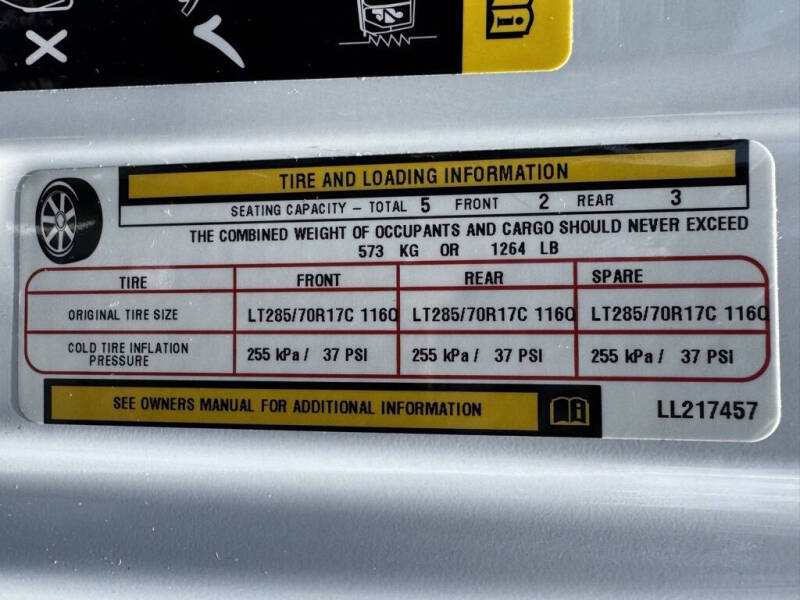 TIRE AND LOADING INFORMATION
SEATING CAPACITY – TOTAL 5 FRONT 2 REAR 3
THE COMBINED WEIGHT OF OCCUPANTS AND CARGO SHOULD NEVER EXCEED
573 KG OR 1264 LB
TIRE FRONT REAR SPARE
ORIGINAL TIRE SIZE LT285/70R17C 116Q LT285/70R17C 116Q LT285/70R17C 116Q
COLD TIRE INFLATION PRESSURE 255 kPa / 37 PSI 255 kPa / 37 PSI 255 kPa / 37 PSI
SEE OWNERS MANUAL FOR ADDITIONAL INFORMATION
LL217457